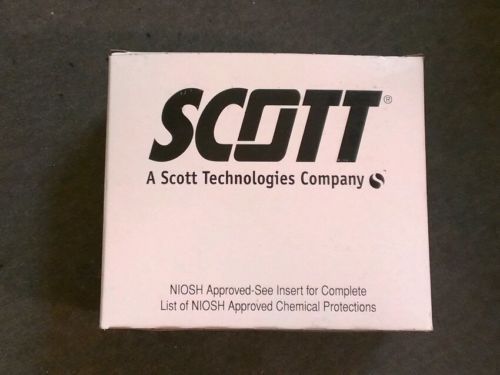 SCOTT®
A Scott Technologies Company
NIOSH Approved-See Insert for Complete
List of NIOSH Approved Chemical Protections